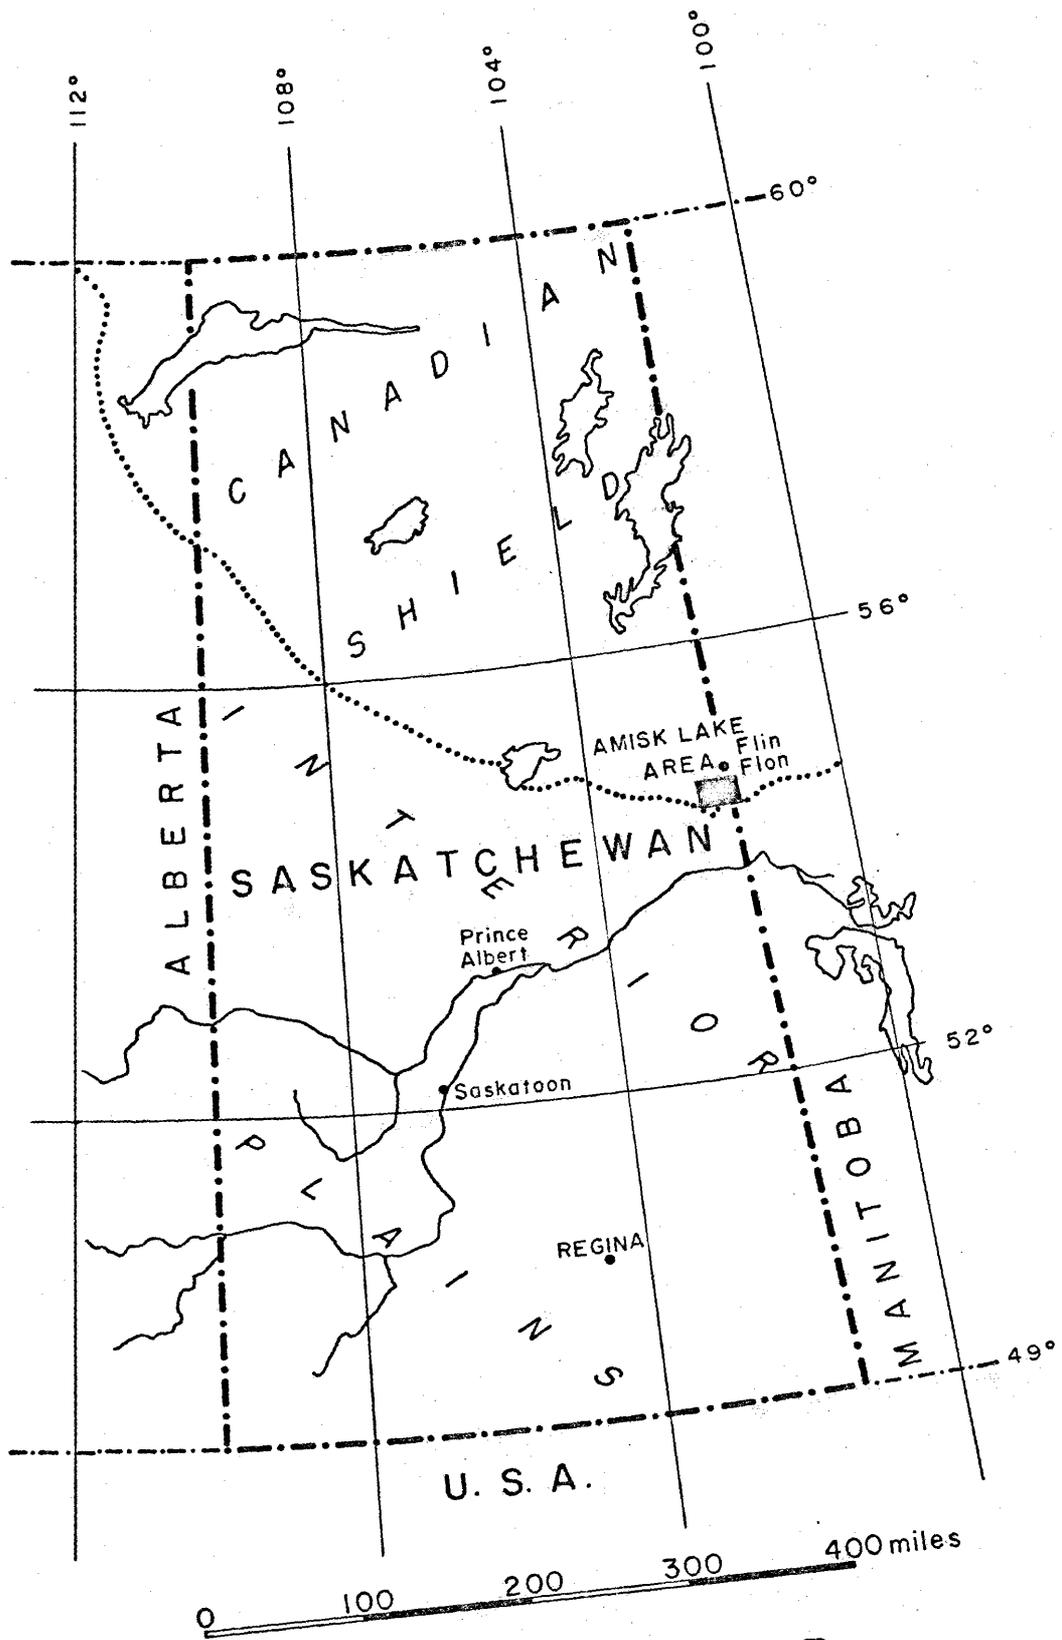 112°
108°
104°
100°
60°
CANADIAN
SHIELD
56°
AMISK LAKE
AREA
Flin
Flon
ALBERTA
SASKATCHEWAN
INTERIOR
Prince
Albert
52°
Saskatoon
PLAINS
MANITOBA
REGINA
49°
U.S.A.
0 100 200 300 400 miles